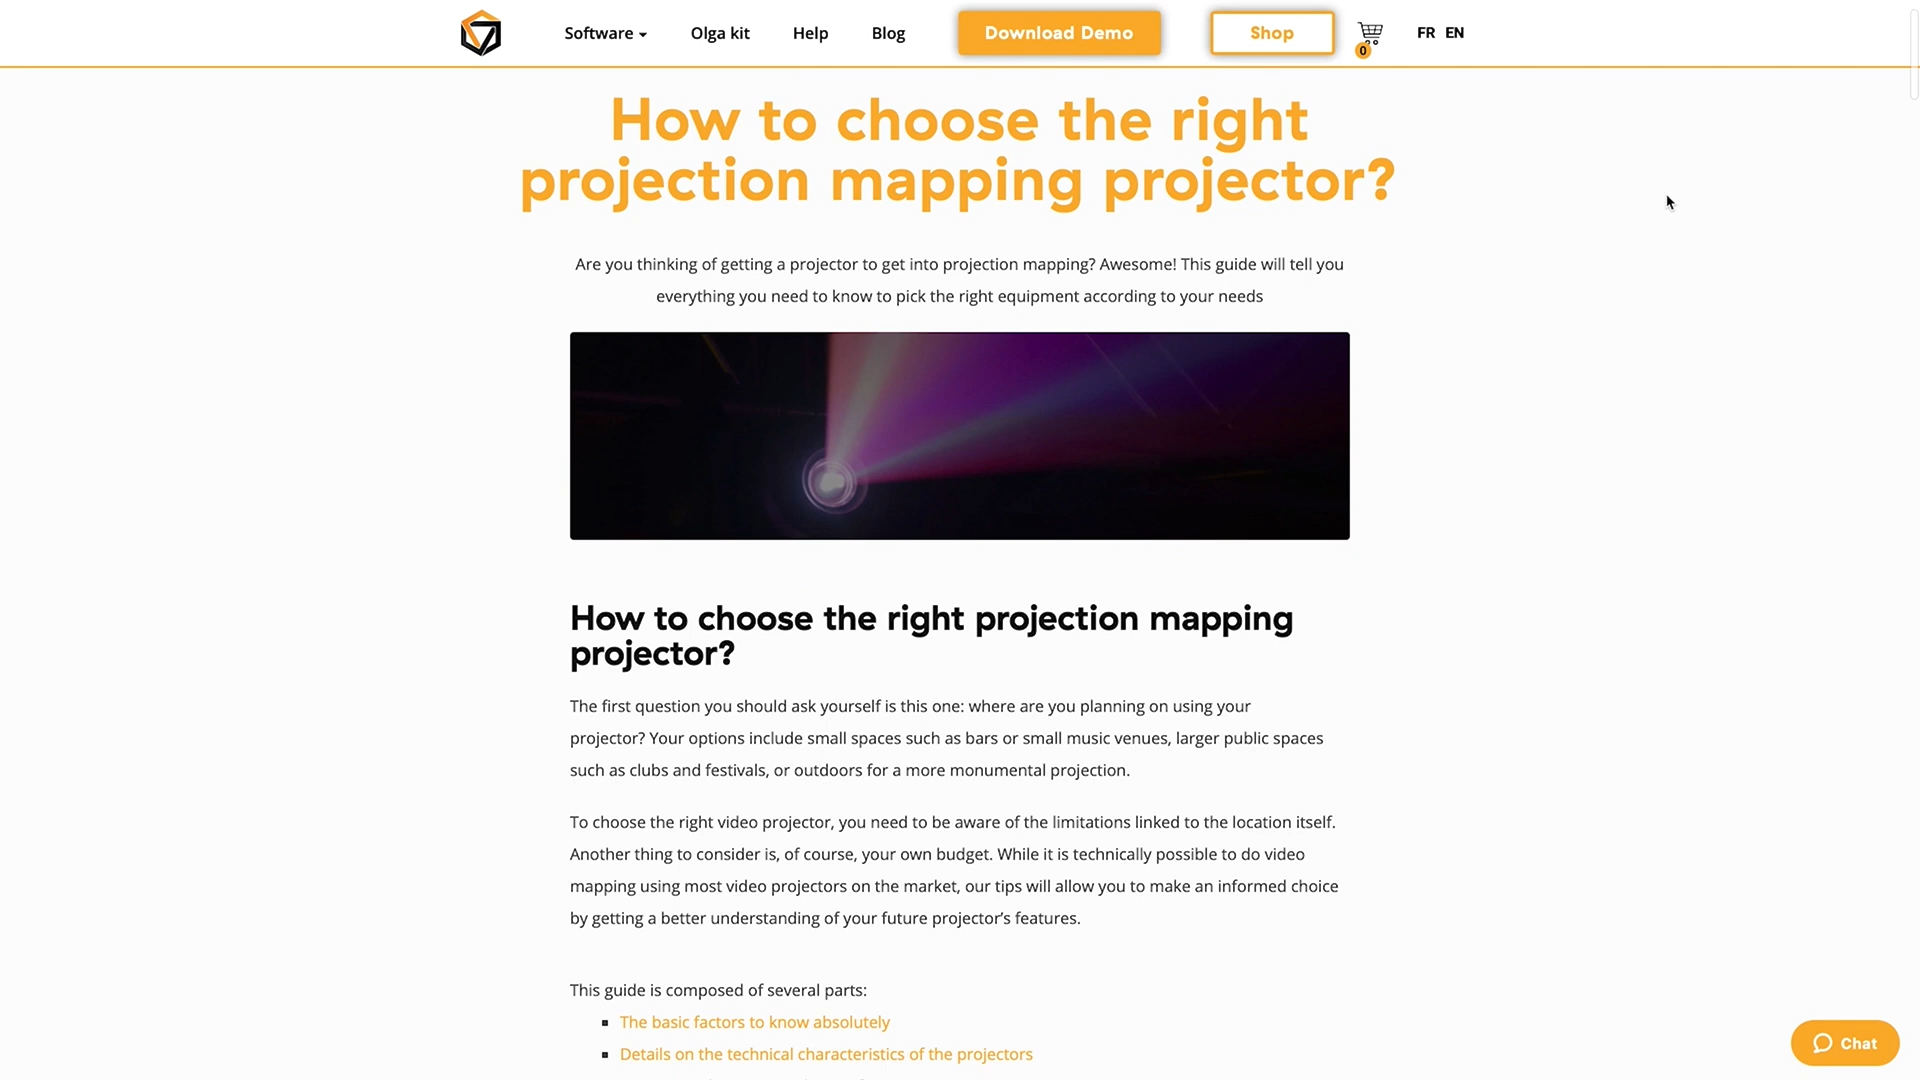 Software
Olga kit
Help
Blog
Download Demo
Shop
0
FR EN
How to choose the right
projection mapping projector?
Are you thinking of getting a projector to get into projection mapping? Awesome! This guide will tell you
everything you need to know to pick the right equipment according to your needs
How to choose the right projection mapping
projector?
The first question you should ask yourself is this one: where are you planning on using your
projector? Your options include small spaces such as bars or small music venues, larger public spaces
such as clubs and festivals, or outdoors for a more monumental projection.
To choose the right video projector, you need to be aware of the limitations linked to the location itself.
Another thing to consider is, of course, your own budget. While it is technically possible to do video
mapping using most video projectors on the market, our tips will allow you to make an informed choice
by getting a better understanding of your future projector’s features.
This guide is composed of several parts:
The basic factors to know absolutely
Details on the technical characteristics of the projectors
Chat